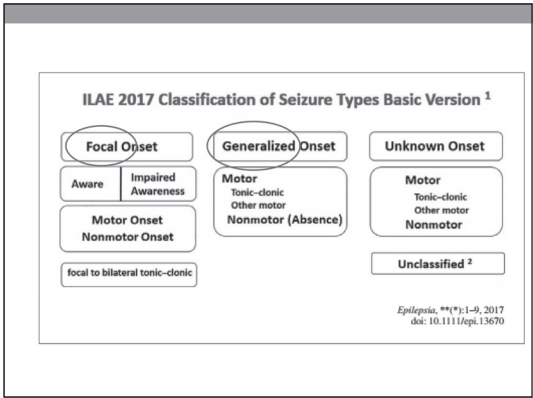 ILAE 2017 Classification of Seizure Types Basic Version 1
Focal Onset
Aware
Impaired
Awareness
Motor Onset
Nonmotor Onset
focal to bilateral tonic–clonic
Generalized Onset
Motor
Tonic–clonic
Other motor
Nonmotor (Absence)
Unknown Onset
Motor
Tonic–clonic
Other motor
Nonmotor
Unclassified 2
Epilepsia, **(*):1–9, 2017
doi: 10.1111/epi.13670